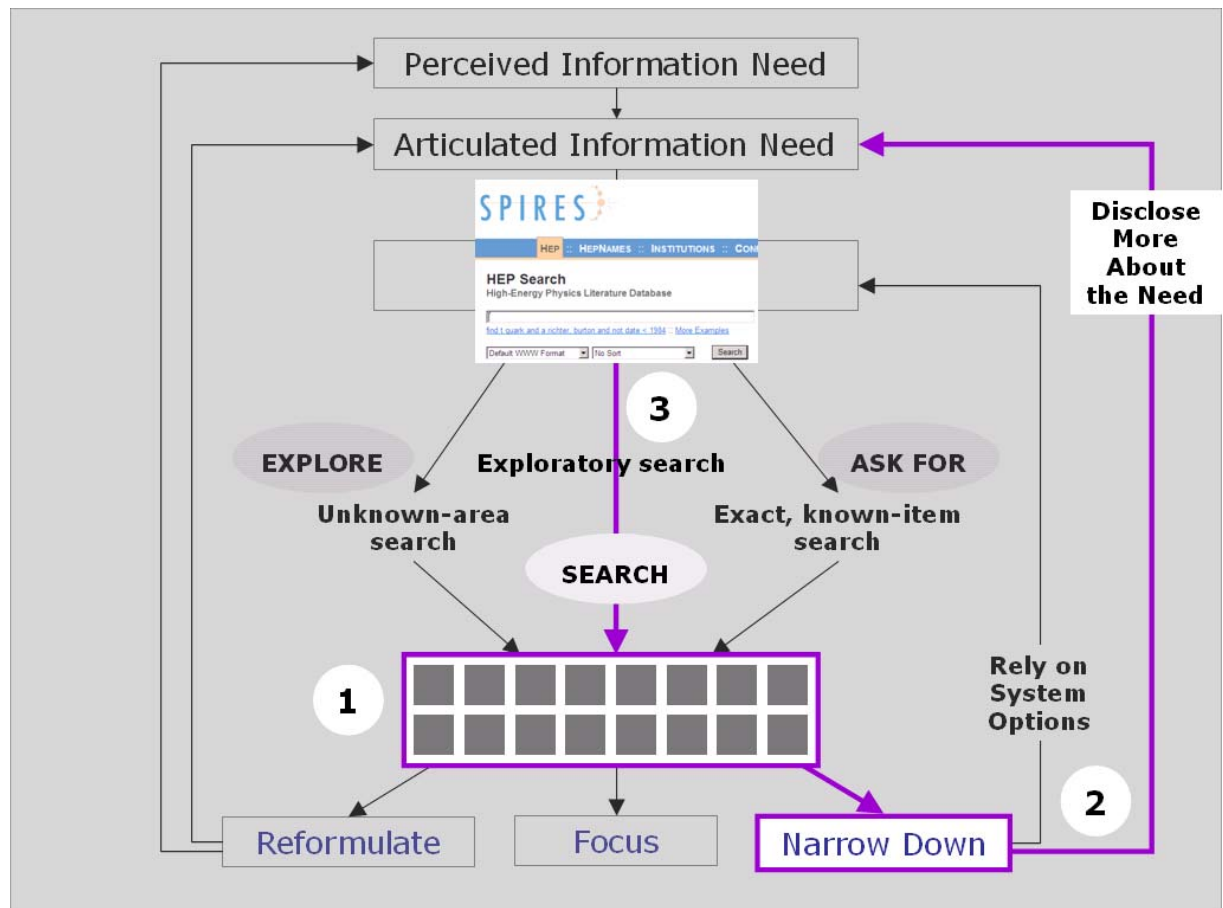 Perceived Information Need
Articulated Information Need
SPIRES
HEP :: HEPNAMES :: INSTITUTIONS ::
HEP Search
High-Energy Physics Literature Database
find t quark and a richter, burton and not date < 1984 :: More Examples
Default WWW Format
No Sort
Search
Disclose
More
About
the Need
3
EXPLORE
Exploratory search
ASK FOR
Unknown-area
search
Exact, known-item
search
SEARCH
1
Rely on
System
Options
2
Reformulate
Focus
Narrow Down